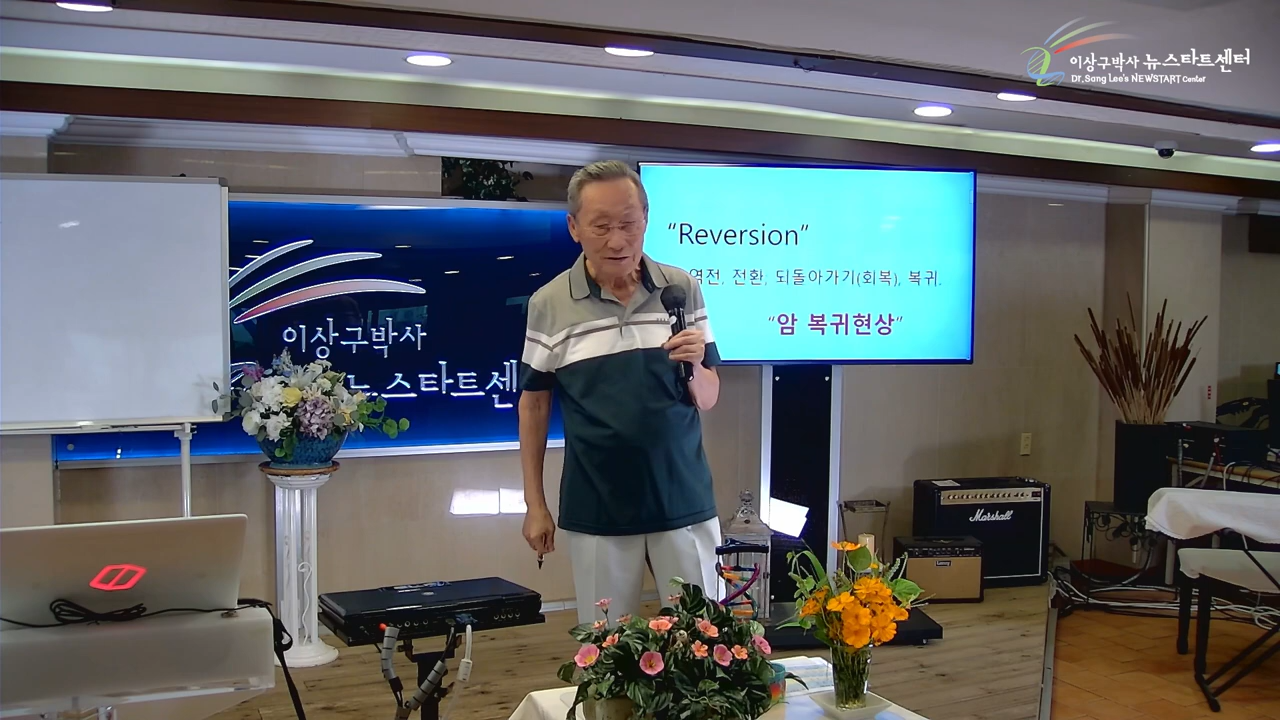 이상구박사 뉴스타트센터
Dr. Sang Lee's NEWSTART Center
“Reversion”
역전, 전환, 되돌아가기(회복), 복귀.
“암 복귀현상”
이상구박사
뉴스타트센
Marshall
Laney